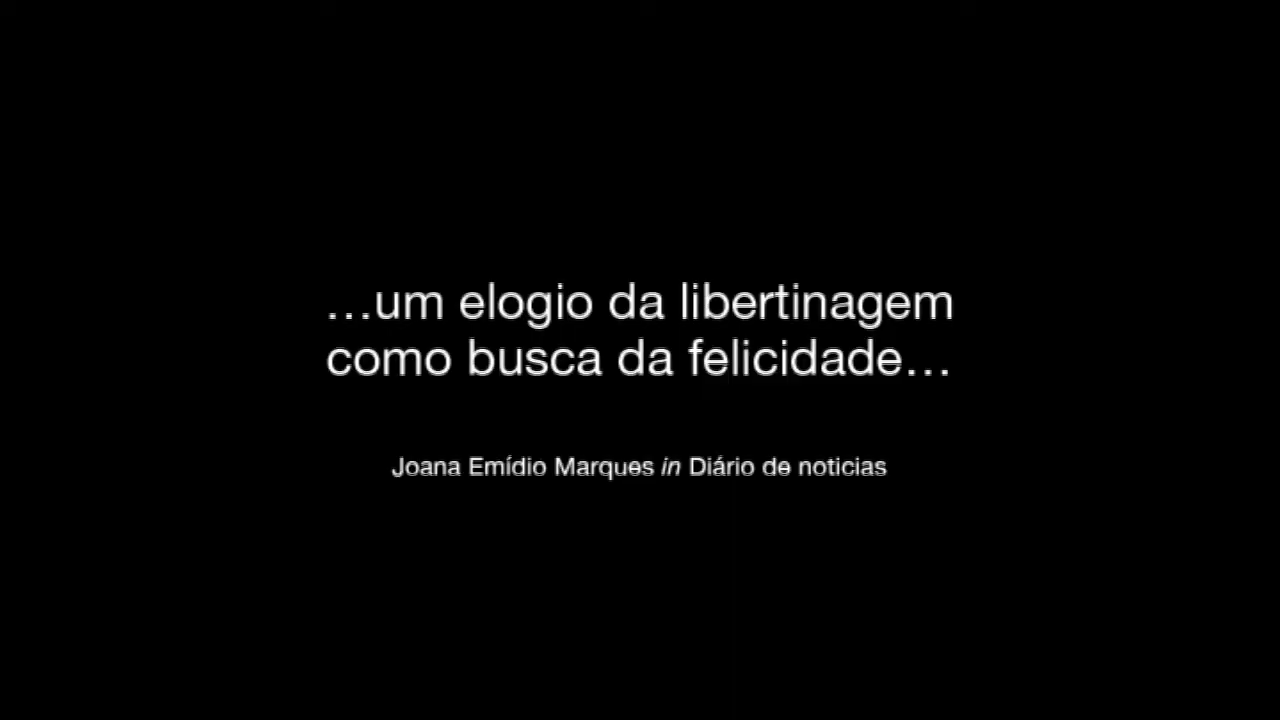 …um elogio da libertinagem
como busca da felicidade…
Joana Emídio Marques in Diário de noticias